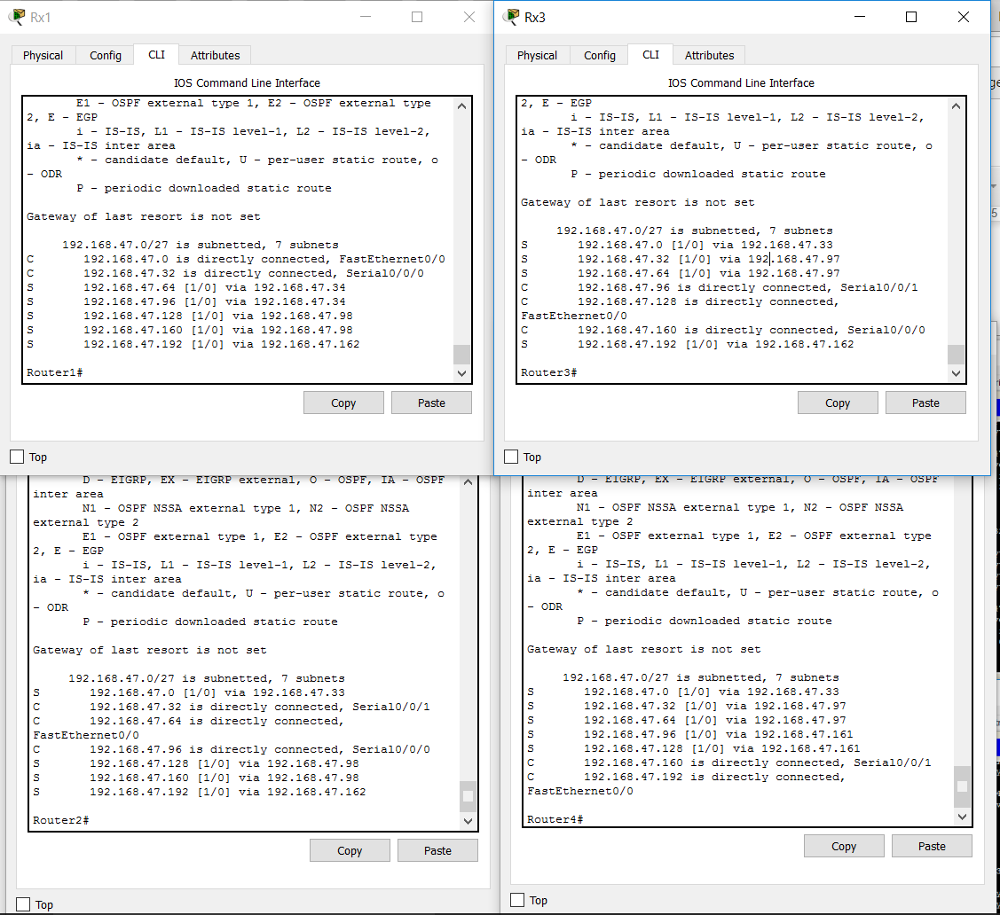 Rx1
Physical
Config
CLI
Attributes
IOS Command Line Interface
E1 - OSPF external type 1, E2 - OSPF external type
2, E - EGP
i - IS-IS, L1 - IS-IS level-1, L2 - IS-IS level-2,
ia - IS-IS inter area
* - candidate default, U - per-user static route, o
- ODR
P - periodic downloaded static route
Gateway of last resort is not set
192.168.47.0/27 is subnetted, 7 subnets
C 192.168.47.0 is directly connected, FastEthernet0/0
C 192.168.47.32 is directly connected, Serial0/0/0
S 192.168.47.64 [1/0] via 192.168.47.34
S 192.168.47.96 [1/0] via 192.168.47.34
S 192.168.47.128 [1/0] via 192.168.47.98
S 192.168.47.160 [1/0] via 192.168.47.98
S 192.168.47.192 [1/0] via 192.168.47.162
Router1#
Copy
Paste
Top
Rx3
Physical
Config
CLI
Attributes
IOS Command Line Interface
2, E - EGP
i - IS-IS, L1 - IS-IS level-1, L2 - IS-IS level-2,
ia - IS-IS inter area
* - candidate default, U - per-user static route, o
- ODR
P - periodic downloaded static route
Gateway of last resort is not set
192.168.47.0/27 is subnetted, 7 subnets
S 192.168.47.0 [1/0] via 192.168.47.33
S 192.168.47.32 [1/0] via 192.168.47.97
S 192.168.47.64 [1/0] via 192.168.47.97
C 192.168.47.96 is directly connected, Serial0/0/1
C 192.168.47.128 is directly connected,
FastEthernet0/0
C 192.168.47.160 is directly connected, Serial0/0/0
S 192.168.47.192 [1/0] via 192.168.47.162
Router3#
Copy
Paste
Top
D - EIGRP, EX - EIGRP external, O - OSPF, IA - OSPF
inter area
N1 - OSPF NSSA external type 1, N2 - OSPF NSSA
external type 2
E1 - OSPF external type 1, E2 - OSPF external type
2, E - EGP
i - IS-IS, L1 - IS-IS level-1, L2 - IS-IS level-2,
ia - IS-IS inter area
* - candidate default, U - per-user static route, o
- ODR
P - periodic downloaded static route
Gateway of last resort is not set
192.168.47.0/27 is subnetted, 7 subnets
S 192.168.47.0 [1/0] via 192.168.47.33
C 192.168.47.32 is directly connected, Serial0/0/1
C 192.168.47.64 is directly connected,
FastEthernet0/0
C 192.168.47.96 is directly connected, Serial0/0/0
S 192.168.47.128 [1/0] via 192.168.47.98
S 192.168.47.160 [1/0] via 192.168.47.98
S 192.168.47.192 [1/0] via 192.168.47.162
Router2#
Copy
Paste
Top
D - EIGRP, EX - EIGRP external, O - OSPF, IA - OSPF
inter area
N1 - OSPF NSSA external type 1, N2 - OSPF NSSA
external type 2
E1 - OSPF external type 1, E2 - OSPF external type
2, E - EGP
i - IS-IS, L1 - IS-IS level-1, L2 - IS-IS level-2,
ia - IS-IS inter area
* - candidate default, U - per-user static route, o
- ODR
P - periodic downloaded static route
Gateway of last resort is not set
192.168.47.0/27 is subnetted, 7 subnets
S 192.168.47.0 [1/0] via 192.168.47.33
S 192.168.47.32 [1/0] via 192.168.47.97
S 192.168.47.64 [1/0] via 192.168.47.97
S 192.168.47.96 [1/0] via 192.168.47.161
S 192.168.47.128 [1/0] via 192.168.47.161
C 192.168.47.160 is directly connected, Serial0/0/1
C 192.168.47.192 is directly connected,
FastEthernet0/0
Router4#
Copy
Paste
Top